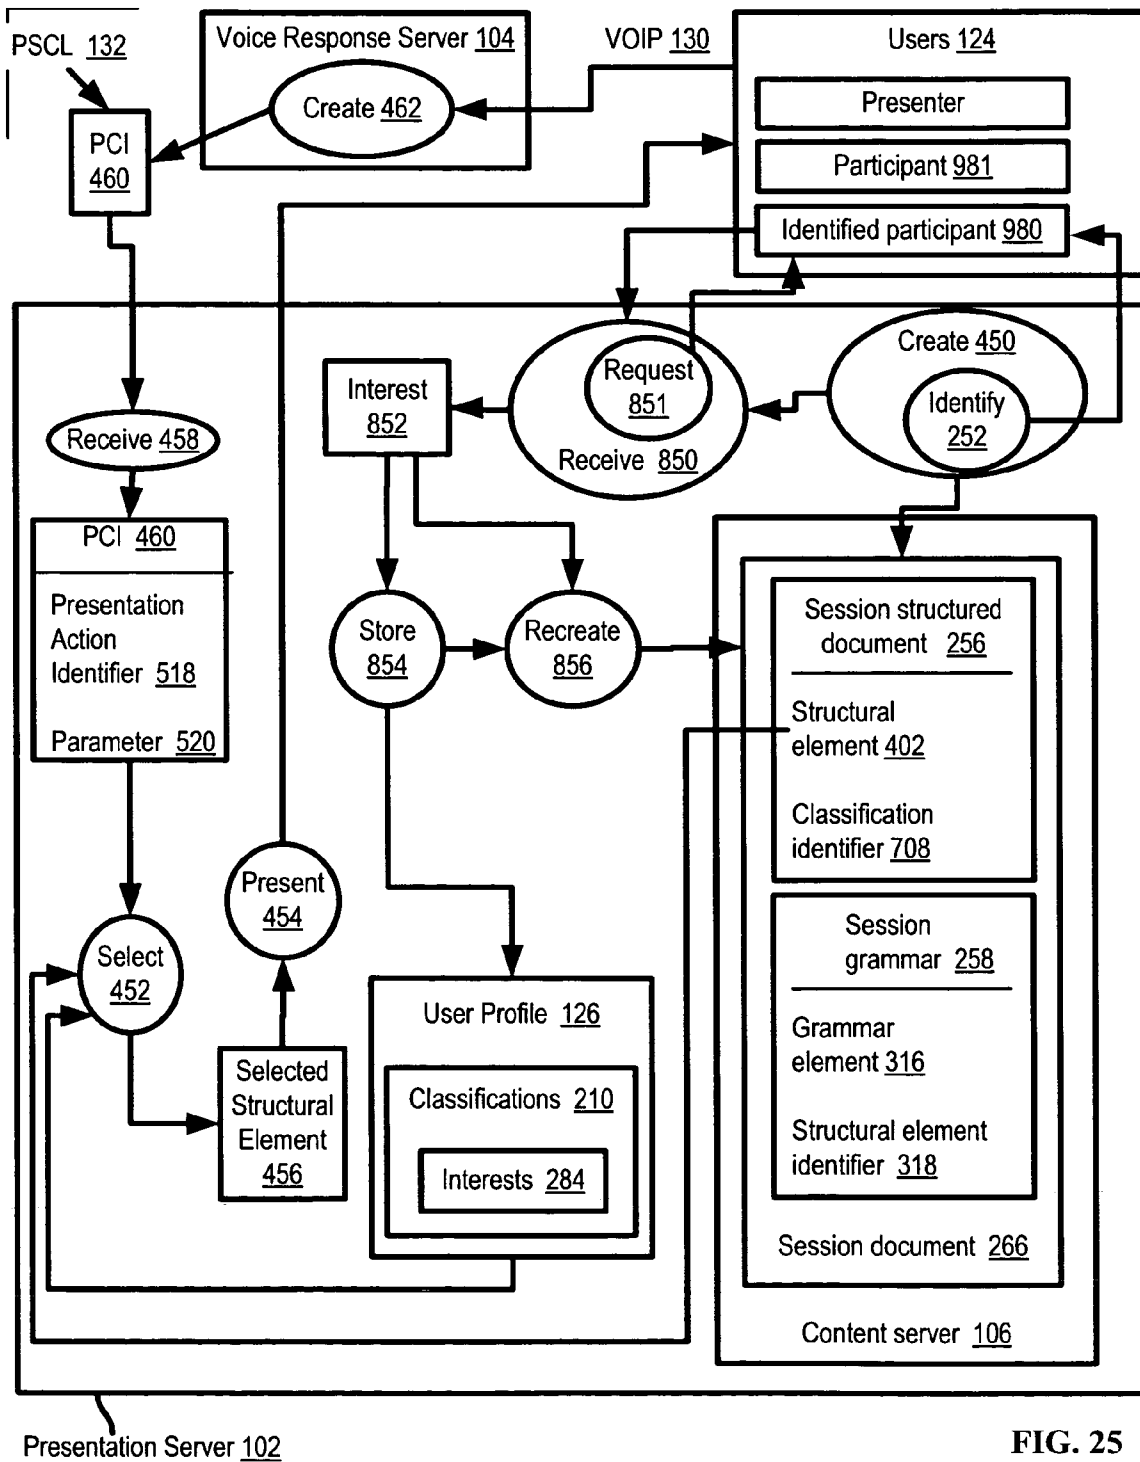 PSCL 132
Voice Response Server 104
VOIP 130
Users 124
Create 462
Presenter
PCI
460
Participant 981
Identified participant 980
Create 450
Request
851
Interest
852
Identify
252
Receive 458
Receive 850
PCI 460
Presentation
Action
Identifier 518
Parameter 520
Store
854
Recreate
856
Session structured
document 256
Structural
element 402
Classification
identifier 708
Present
454
Select
452
Session
grammar 258
User Profile 126
Grammar
element 316
Selected
Structural
Element
456
Classifications 210
Structural element
identifier 318
Interests 284
Session document 266
Content server 106
Presentation Server 102
FIG. 25